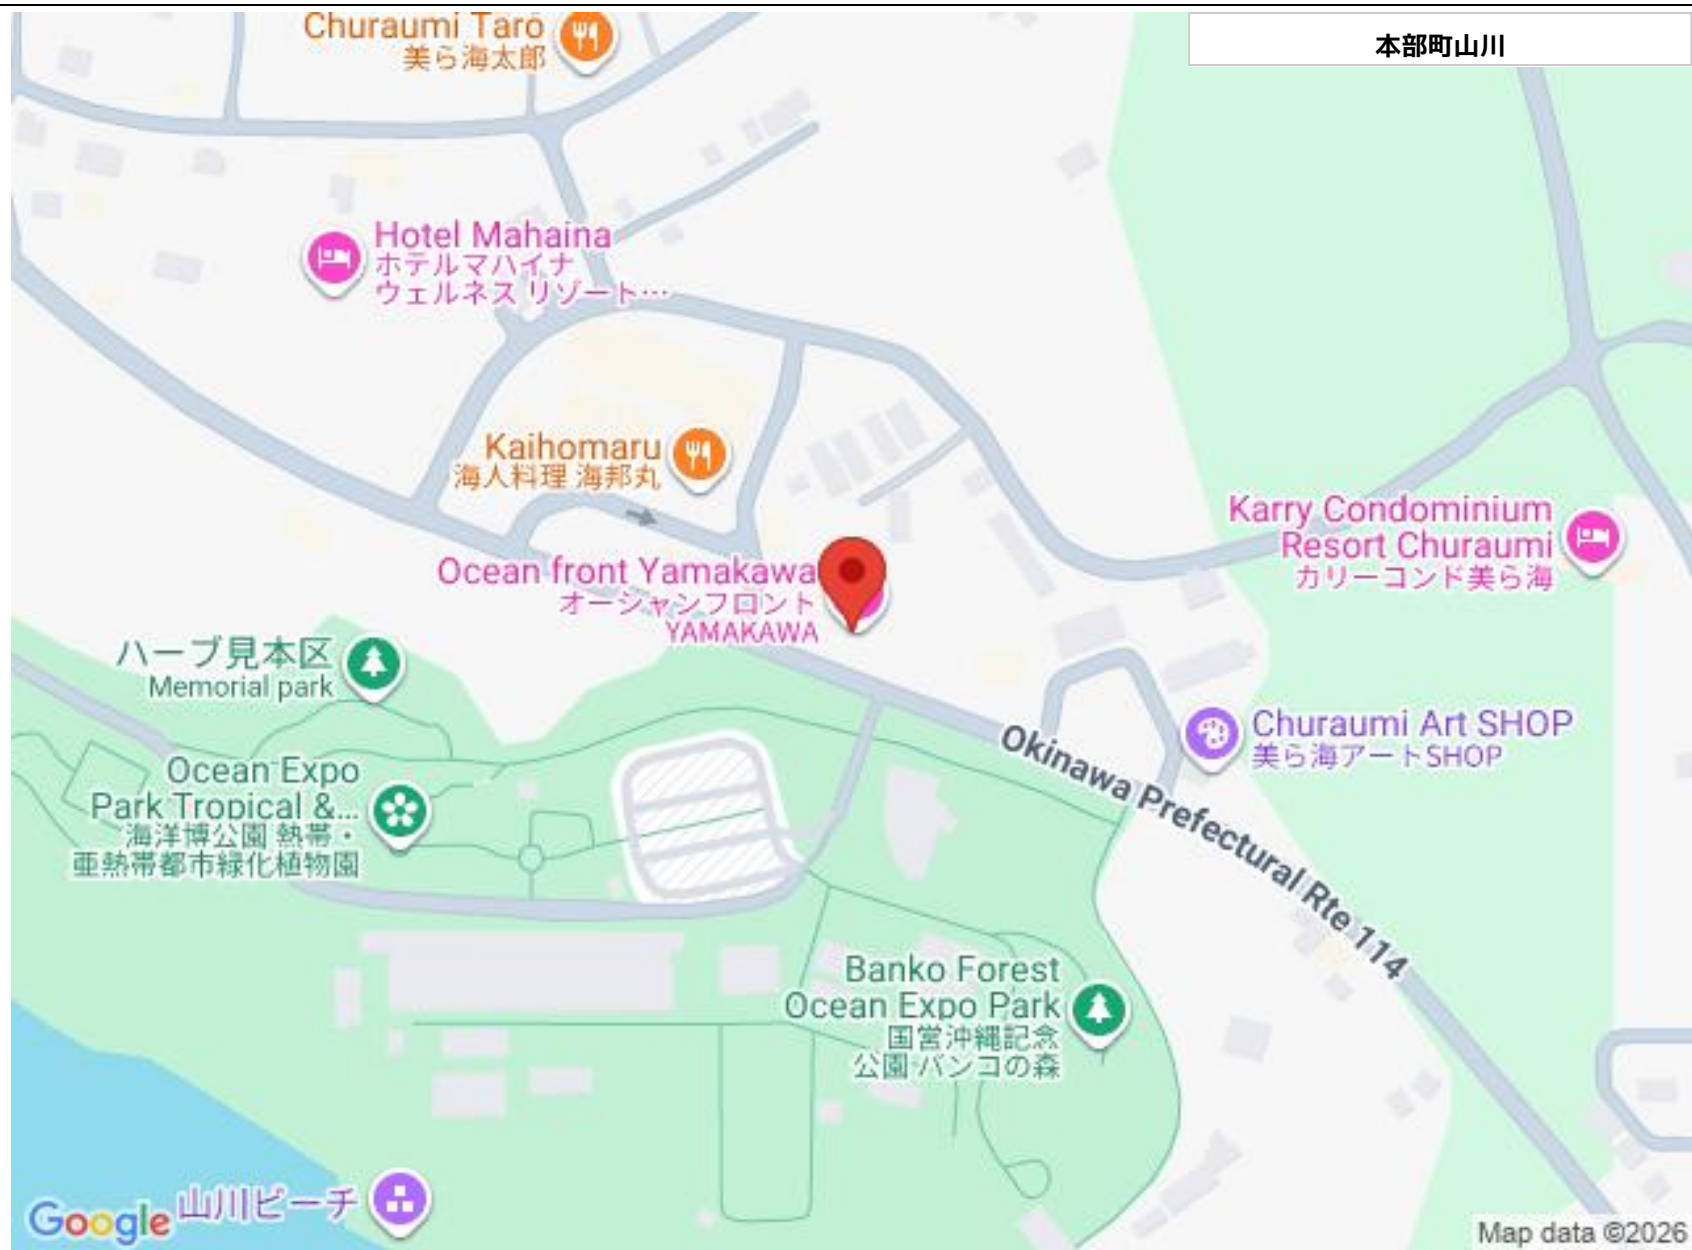 Churaumi Taro
美ら海太郎
本部町山川
Hotel Mahaina
ホテルマハイナ
ウェルネス リゾート…
Kaihomaru
海人料理 海邦丸
Karry Condominium
Resort Churaumi
カリーコンド美ら海
Ocean front Yamakawa
オーシャンフロント
YAMAKAWA
ハーブ見本区
Memorial park
Churaumi Art SHOP
美ら海アートSHOP
Okinawa Prefectural Rte 114
Ocean Expo
Park Tropical &...
海洋博公園 熱帯・
亜熱帯都市緑化植物園
Banko Forest
Ocean Expo Park
国営沖縄記念
公園 バンコの森
山川ビーチ
Google
Map data ©2026